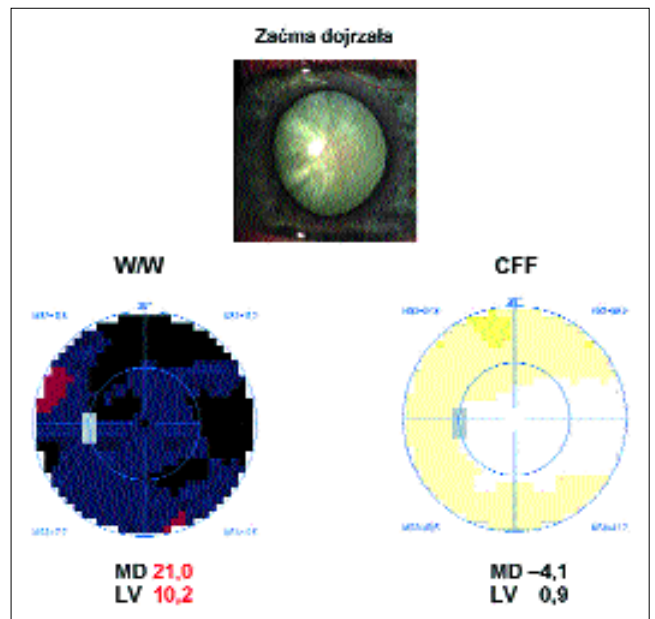 Zaćma dojrzała
W/W CFF
MD 21,0 MD –4,1
LV 10,2 LV 0,9